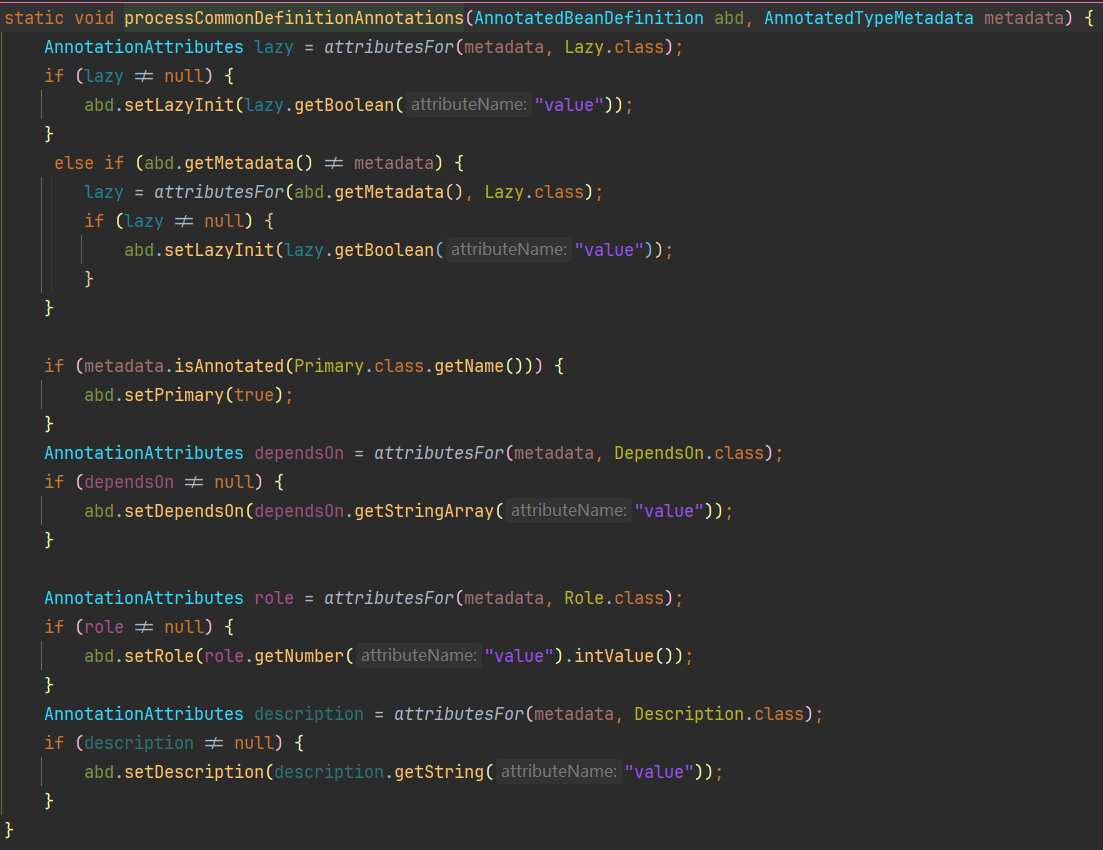 static void processCommonDefinitionAnnotations(AnnotatedBeanDefinition abd, AnnotatedTypeMetadata metadata) {
    AnnotationAttributes lazy = attributesFor(metadata, Lazy.class);
    if (lazy ≠ null) {
        abd.setLazyInit(lazy.getBoolean( attributeName: "value"));
    }
     else if (abd.getMetadata() ≠ metadata) {
        lazy = attributesFor(abd.getMetadata(), Lazy.class);
        if (lazy ≠ null) {
            abd.setLazyInit(lazy.getBoolean( attributeName: "value"));
        }
    }

    if (metadata.isAnnotated(Primary.class.getName())) {
        abd.setPrimary(true);
    }
    AnnotationAttributes dependsOn = attributesFor(metadata, DependsOn.class);
    if (dependsOn ≠ null) {
        abd.setDependsOn(dependsOn.getStringArray( attributeName: "value"));
    }

    AnnotationAttributes role = attributesFor(metadata, Role.class);
    if (role ≠ null) {
        abd.setRole(role.getNumber( attributeName: "value").intValue());
    }
    AnnotationAttributes description = attributesFor(metadata, Description.class);
    if (description ≠ null) {
        abd.setDescription(description.getString( attributeName: "value"));
    }
}